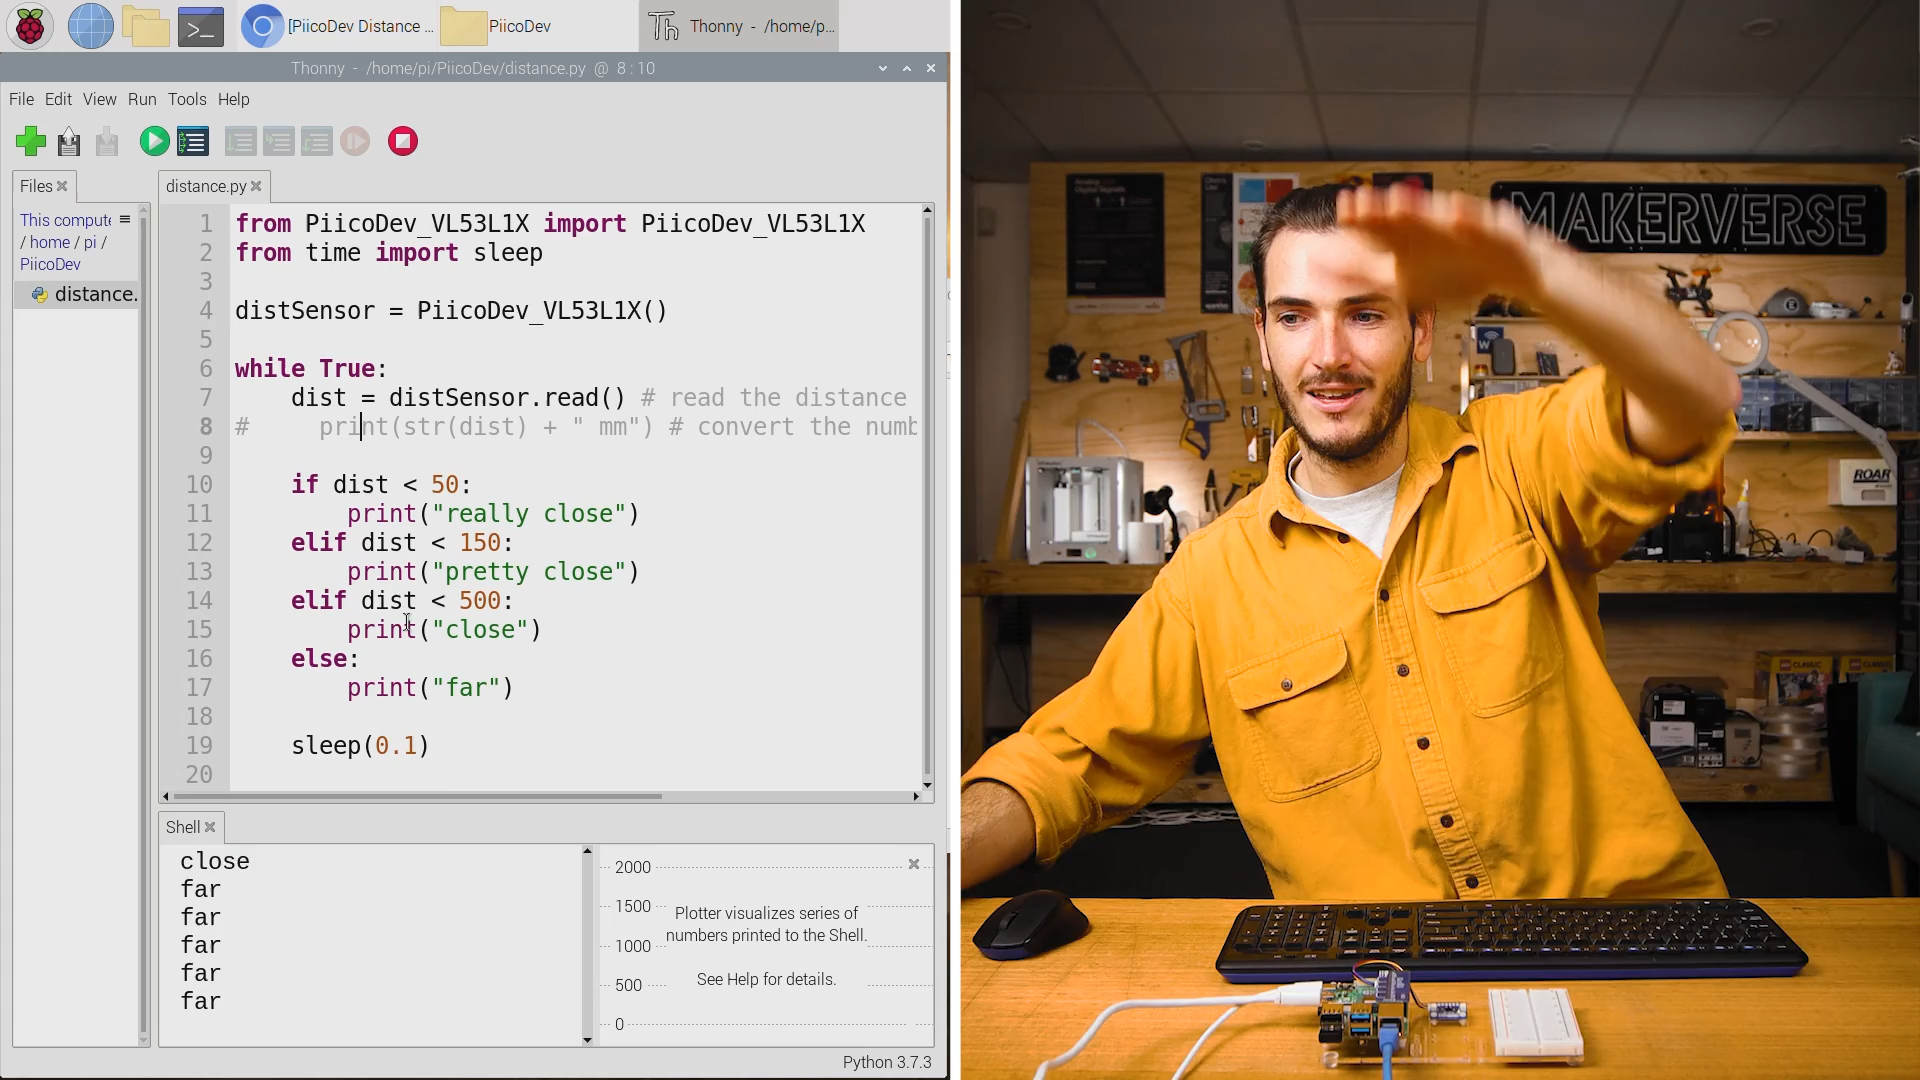 [PiicoDev Distance ...
PiicoDev
Th
Thonny - /home/p...
Thonny - /home/pi/PiicoDev/distance.py @ 8:10
File Edit View Run Tools Help
Files
distance.py
This compute
/ home / pi /
PiicoDev
distance.
1 from PiicoDev_VL53L1X import PiicoDev_VL53L1X
2 from time import sleep
3
4 distSensor = PiicoDev_VL53L1X()
5
6 while True:
7 dist = distSensor.read() # read the distance
8 # print(str(dist) + " mm") # convert the numb
9
10 if dist < 50:
11 print("really close")
12 elif dist < 150:
13 print("pretty close")
14 elif dist < 500:
15 print("close")
16 else:
17 print("far")
18
19 sleep(0.1)
20
Shell
close
far
far
far
far
far
2000
1500
1000
500
0
Plotter visualizes series of
numbers printed to the Shell.
See Help for details.
Python 3.7.3
MAKERVERSE
ROAR